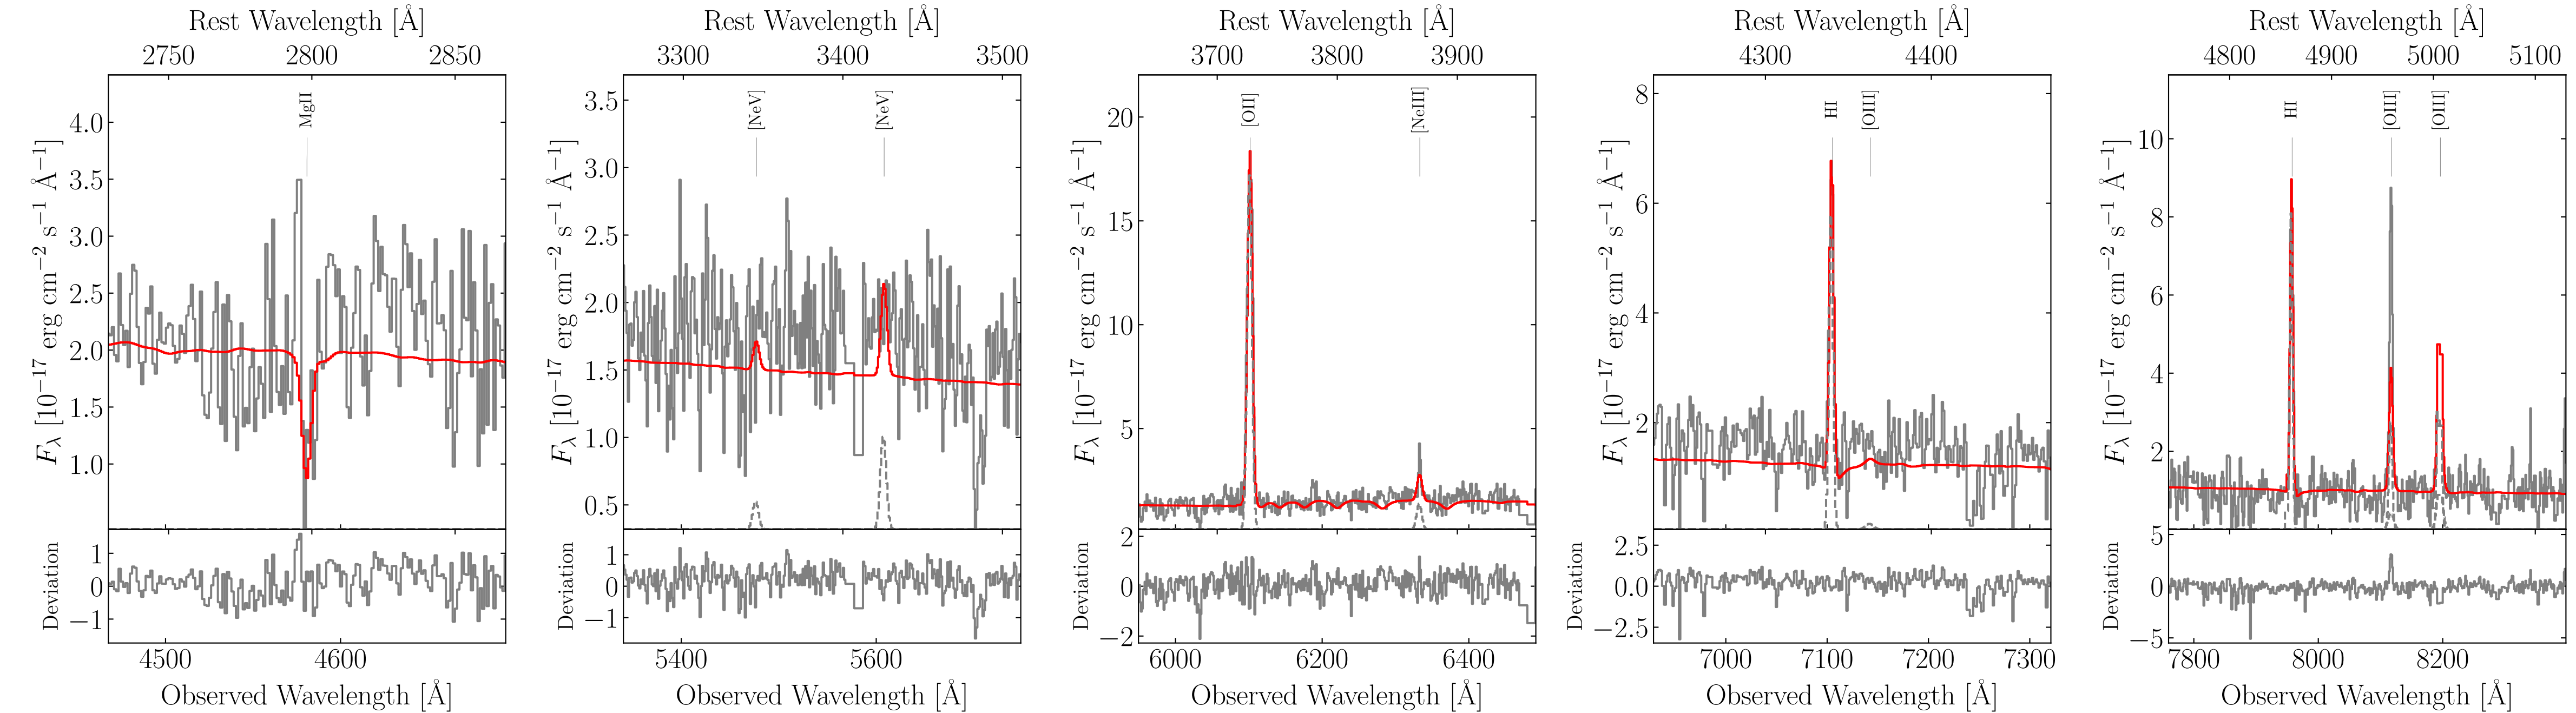 Rest Wavelength [Å]
2750 2800 2850
MgII
4.0
3.5
3.0
2.5
2.0
1.5
1.0
F_λ [10⁻¹⁷ erg cm⁻² s⁻¹ Å⁻¹]
1
0
−1
Deviation
4500 4600
Observed Wavelength [Å]
Rest Wavelength [Å]
3300 3400 3500
[NeV] [NeV]
3.5
3.0
2.5
2.0
1.5
1.0
0.5
F_λ [10⁻¹⁷ erg cm⁻² s⁻¹ Å⁻¹]
1
0
−1
Deviation
5400 5600
Observed Wavelength [Å]
Rest Wavelength [Å]
3700 3800 3900
[OII] [NeIII]
20
15
10
5
F_λ [10⁻¹⁷ erg cm⁻² s⁻¹ Å⁻¹]
2
0
−2
Deviation
6000 6200 6400
Observed Wavelength [Å]
Rest Wavelength [Å]
4300 4400
HI [OIII]
8
6
4
2
F_λ [10⁻¹⁷ erg cm⁻² s⁻¹ Å⁻¹]
2.5
0.0
−2.5
Deviation
7000 7100 7200 7300
Observed Wavelength [Å]
Rest Wavelength [Å]
4800 4900 5000 5100
HI [OIII] [OIII]
10
8
6
4
2
F_λ [10⁻¹⁷ erg cm⁻² s⁻¹ Å⁻¹]
5
0
−5
Deviation
7800 8000 8200
Observed Wavelength [Å]